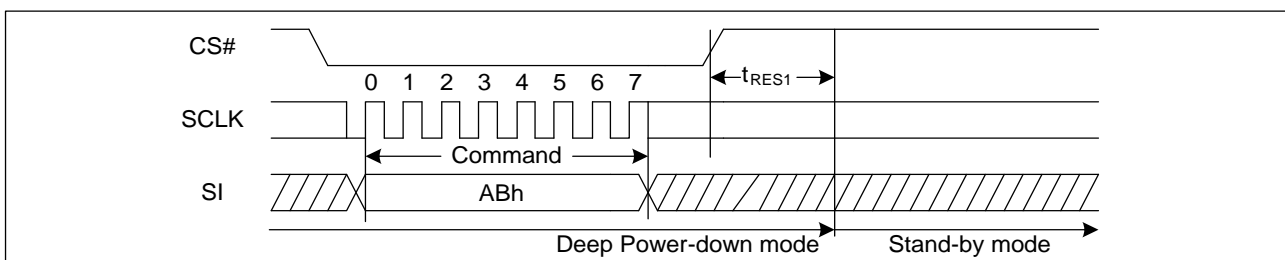 CS#
tRES1
0 1 2 3 4 5 6 7
SCLK
Command
SI
ABh
Deep Power-down mode Stand-by mode